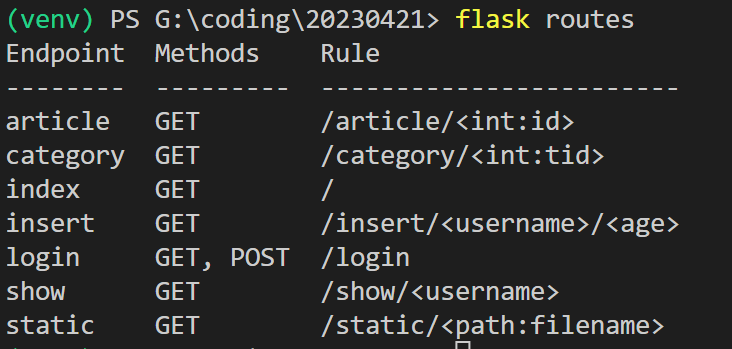 (venv) PS G:\coding\20230421> flask routes
Endpoint  Methods    Rule
--------  ---------  ------------------------
article   GET        /article/<int:id>
category  GET        /category/<int:tid>
index     GET        /
insert    GET        /insert/<username>/<age>
login     GET, POST  /login
show      GET        /show/<username>
static    GET        /static/<path:filename>